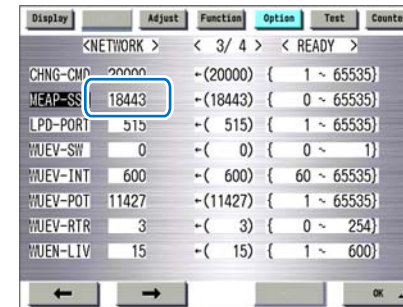 Display Adjust Function Option Test Counte
<NETWORK > < 3/ 4 > < READY >
CHNG-CMD 20000 ←(20000) { 1 ~ 65535}
MEAP-SS 18443 ←(18443) { 0 ~ 65535}
LPD-PORT 515 ←( 515) { 1 ~ 65535}
WUEV-SW 0 ←( 0) { 0 ~ 1}
WUEV-INT 600 ←( 600) { 60 ~ 65535}
WUEV-POT 11427 ←(11427) { 1 ~ 65535}
WUEV-RTR 3 ←( 3) { 0 ~ 254}
WUEN-LIV 15 ←( 15) { 1 ~ 600}
← → OK